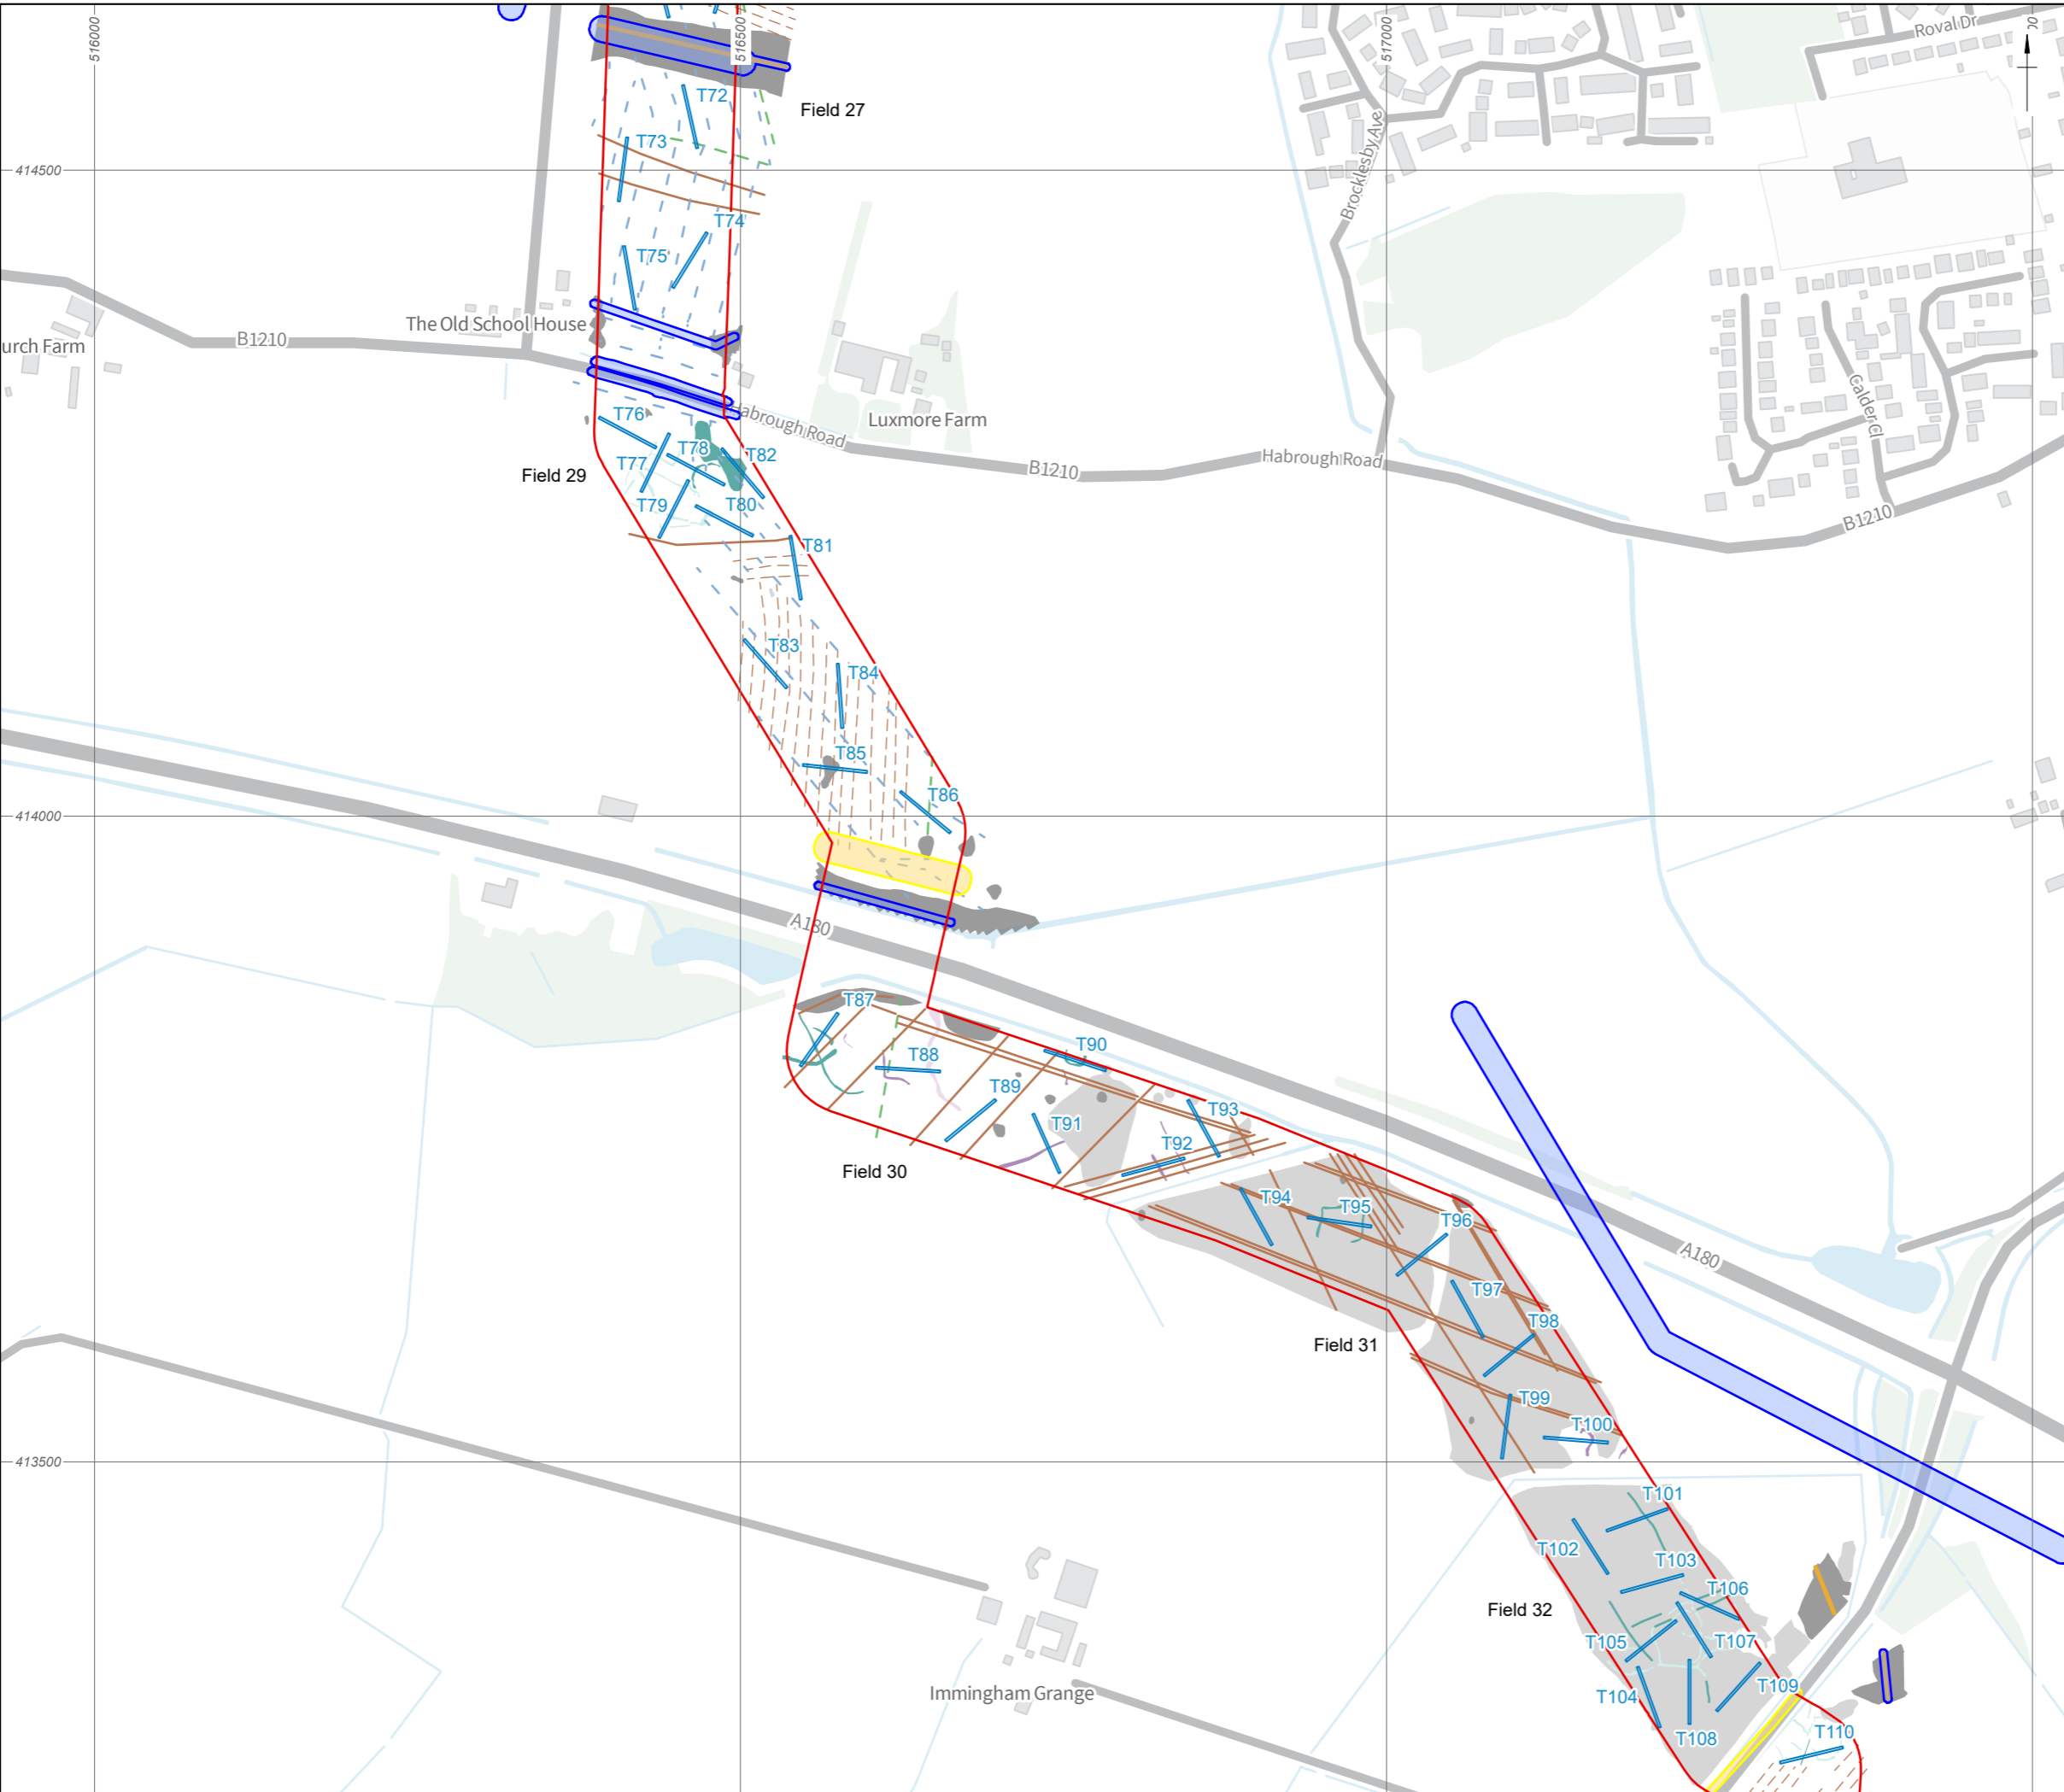 516000
516500
517000
00
Roval Dr
T72
Field 27
T73
Brocklesby Ave
414500
T74
T75
The Old School House
B1210
urch Farm
Habrough Road
Luxmore Farm
Calder Cl
T76
T78
T82
T77
Field 29
B1210
Habrough Road
T79
T80
B1210
T81
T83
T84
T85
T86
414000
A180
T87
T88
T90
T89
T91
T93
T92
Field 30
T94
T95
T96
A180
T97
T98
Field 31
T99
T100
413500
T101
T102
T103
T106
Field 32
T105
T107
T109
Immingham Grange
T104
T108
T110